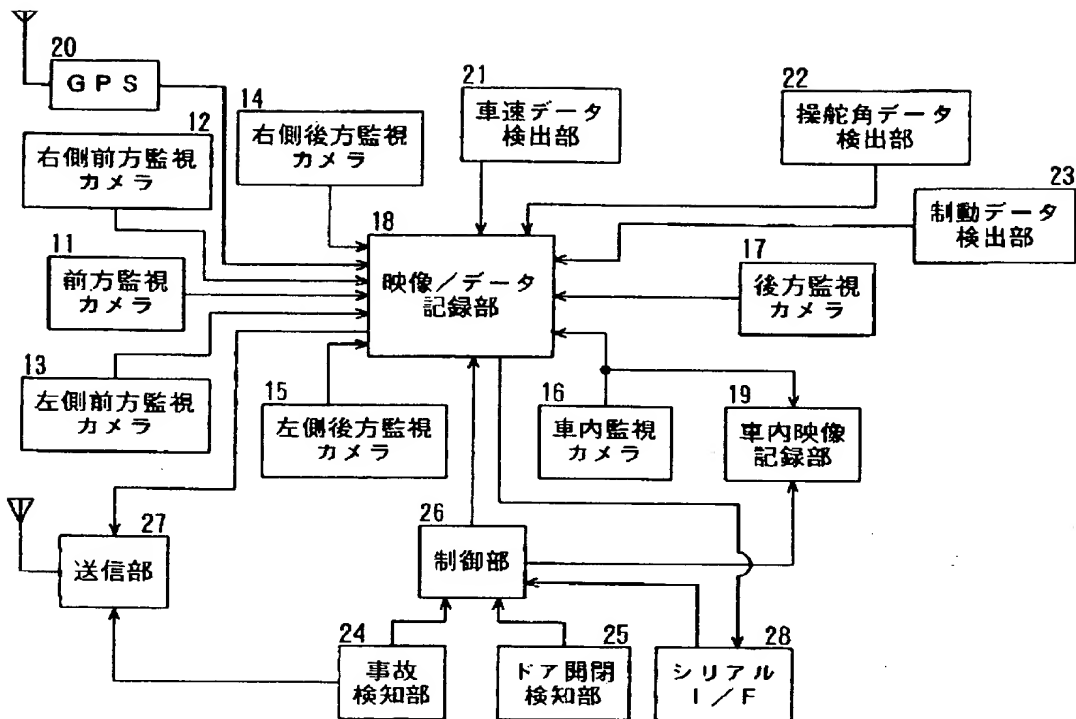 20
GPS
12
右側前方監視
カメラ
14
右側後方監視
カメラ
21
車速データ
検出部
22
操舵角データ
検出部
23
制動データ
検出部
11
前方監視
カメラ
18
映像/データ
記録部
17
後方監視
カメラ
13
左側前方監視
カメラ
15
左側後方監視
カメラ
16
車内監視
カメラ
19
車内映像
記録部
27
送信部
26
制御部
24
事故
検知部
25
ドア開閉
検知部
28
シリアル
I/F